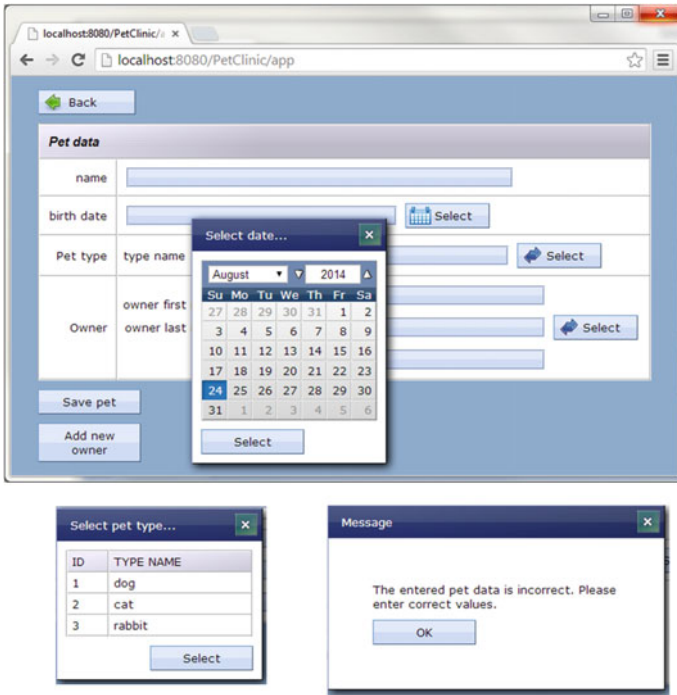 localhost:8080/PetClinic/a
localhost:8080/PetClinic/app
Back
Pet data
name
birth date
Select
Pet type
type name
Select
Owner
owner first
owner last
Select
Save pet
Add new
owner
Select date...
August 2014
Su Mo Tu We Th Fr Sa
27 28 29 30 31 1 2
3 4 5 6 7 8 9
10 11 12 13 14 15 16
17 18 19 20 21 22 23
24 25 26 27 28 29 30
31 1 2 3 4 5 6
Select
Select pet type...
ID TYPE NAME
1 dog
2 cat
3 rabbit
Select
Message
The entered pet data is incorrect. Please
enter correct values.
OK